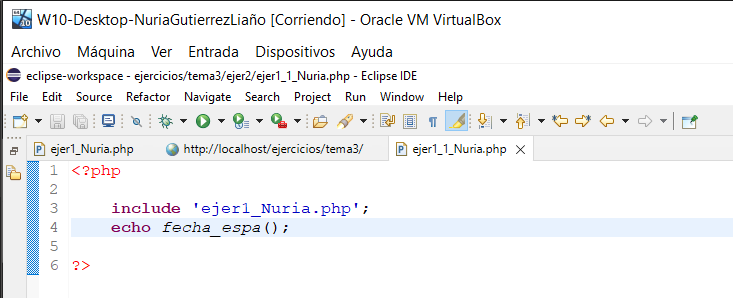 W10-Desktop-NuriaGutierrezLiaño [Corriendo] - Oracle VM VirtualBox
Archivo Máquina Ver Entrada Dispositivos Ayuda
eclipse-workspace - ejercicios/tema3/ejer2/ejer1_1_Nuria.php - Eclipse IDE
File Edit Source Refactor Navigate Search Project Run Window Help
ejer1_Nuria.php http://localhost/ejercicios/tema3/ ejer1_1_Nuria.php
1 <?php
2
3 include 'ejer1_Nuria.php';
4 echo fecha_espa();
5
6 ?>